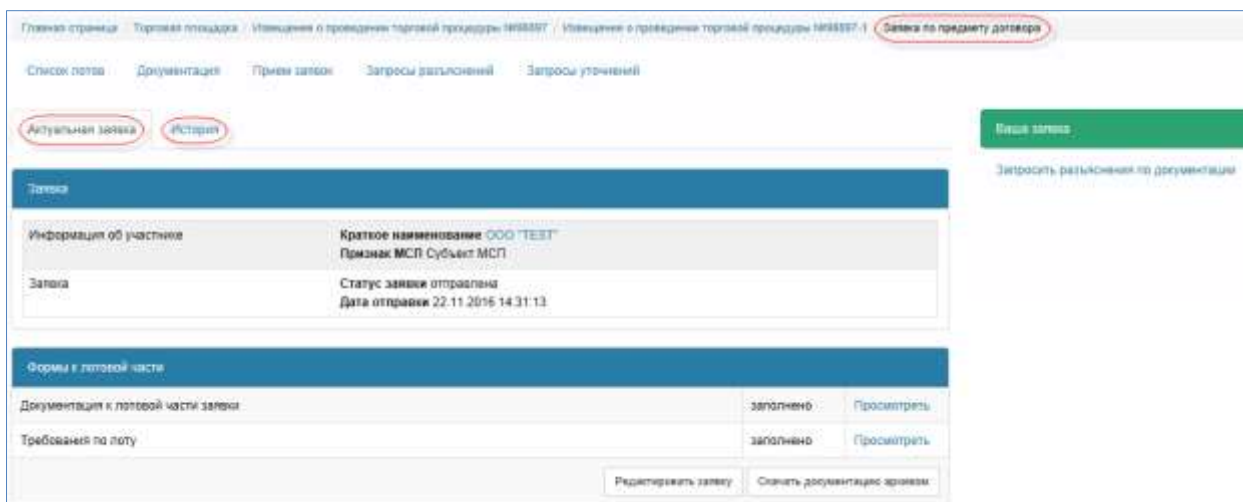 Главная страница / Торговая площадка / Извещение о проведении торговой процедуры №98897 / Извещение о проведении торговой процедуры №98897-1 / Заявка по предмету договора
Список лотов Документация Прием заявок Запросы разъяснений Запросы уточнений
Актуальная заявка История
Ваша заявка
Запросить разъяснения по документации
Заявка
Информация об участнике Краткое наименование ООО "TEST"
Признак МСП Субъект МСП
Заявка Статус заявки отправлена
Дата отправки 22.11.2016 14:31:13
Формы к лотовой части
Документация к лотовой части заявки заполнено Просмотреть
Требования по лоту заполнено Просмотреть
Редактировать заявку Скачать документацию архивом